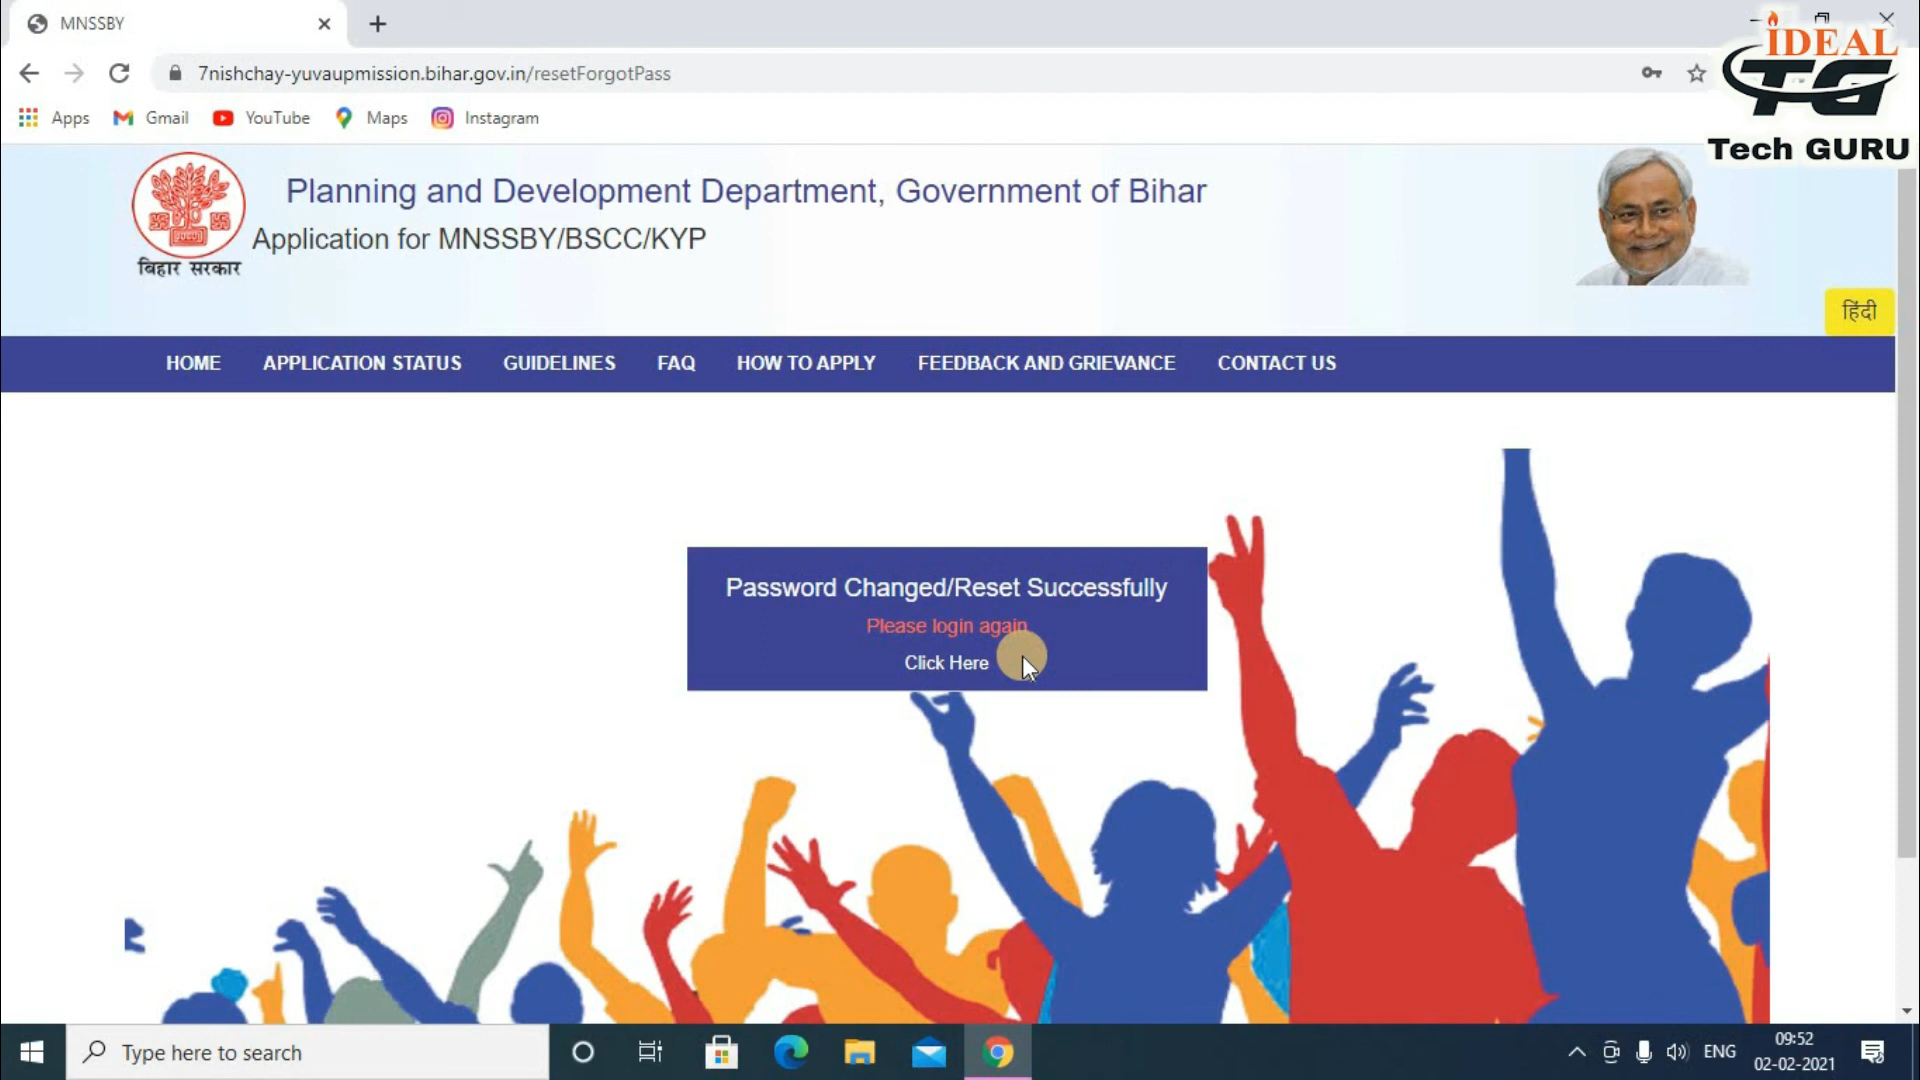 MNSSBY
IDEAL
TG
Tech GURU
7nishchay-yuvaupmission.bihar.gov.in/resetForgotPass
Apps Gmail YouTube Maps Instagram
Planning and Development Department, Government of Bihar
Application for MNSSBY/BSCC/KYP
बिहार सरकार
हिंदी
HOME APPLICATION STATUS GUIDELINES FAQ HOW TO APPLY FEEDBACK AND GRIEVANCE CONTACT US
Password Changed/Reset Successfully
Please login again
Click Here
Type here to search
ENG
09:52
02-02-2021